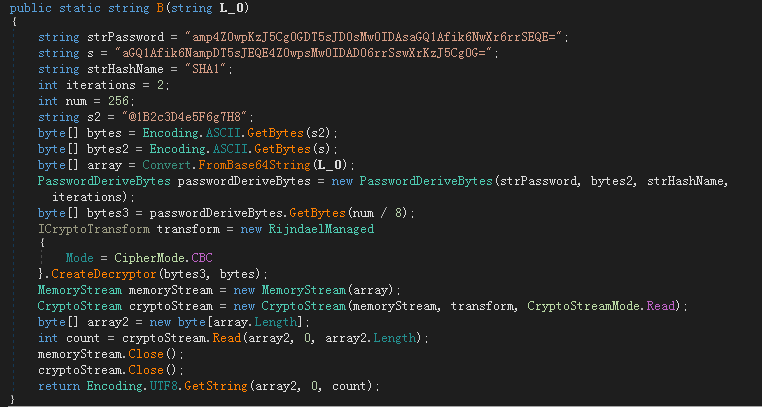 public static string B(string L_0)
{
string strPassword = "amp4Z0wpKzJ5Cg0GDT5sJD0sMw0IDAsaGQ1Afik6NwXr6rrSEQE=";
string s = "aGQ1Afik6NampDT5sJEQE4Z0wpsMw0IDAD06rrSswXrKzJ5Cg0G=";
string strHashName = "SHA1";
int iterations = 2;
int num = 256;
string s2 = "@1B2c3D4e5F6g7H8";
byte[] bytes = Encoding.ASCII.GetBytes(s2);
byte[] bytes2 = Encoding.ASCII.GetBytes(s);
byte[] array = Convert.FromBase64String(L_0);
PasswordDeriveBytes passwordDeriveBytes = new PasswordDeriveBytes(strPassword, bytes2, strHashName,
iterations);
byte[] bytes3 = passwordDeriveBytes.GetBytes(num / 8);
ICryptoTransform transform = new RijndaelManaged
{
Mode = CipherMode.CBC
}.CreateDecryptor(bytes3, bytes);
MemoryStream memoryStream = new MemoryStream(array);
CryptoStream cryptoStream = new CryptoStream(memoryStream, transform, CryptoStreamMode.Read);
byte[] array2 = new byte[array.Length];
int count = cryptoStream.Read(array2, 0, array2.Length);
memoryStream.Close();
cryptoStream.Close();
return Encoding.UTF8.GetString(array2, 0, count);
}